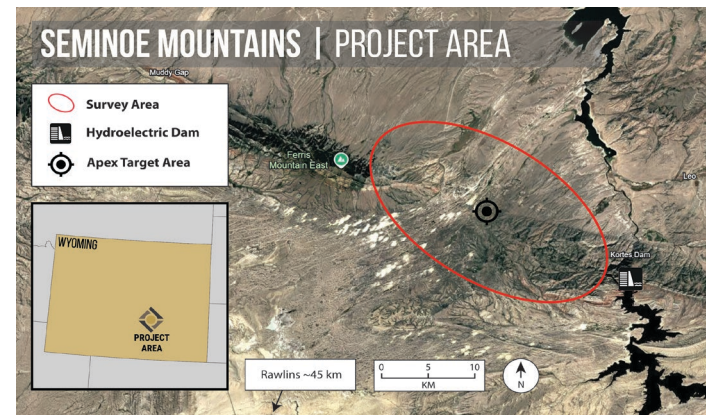 SEMINOE MOUNTAINS | PROJECT AREA
Muddy Gap
Survey Area
Hydroelectric Dam
Apex Target Area
Ferris
Mountain East
Leo
Kortes Dam
WYOMING
PROJECT
AREA
Rawlins ~45 km
0 5 10
KM
N